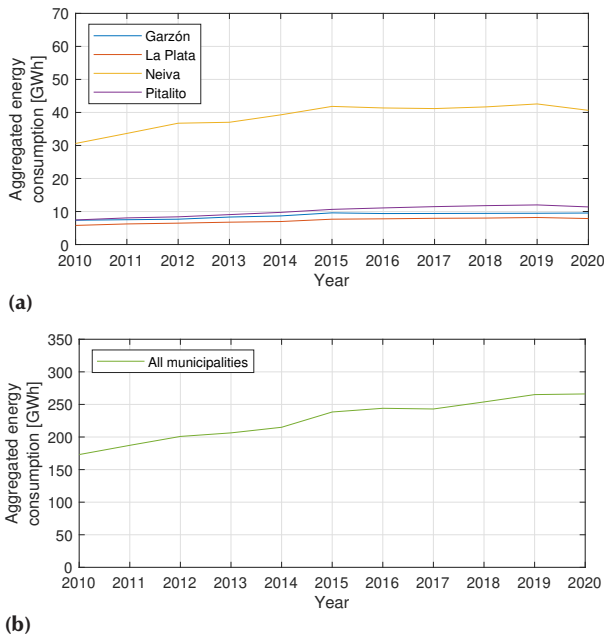 70
60
50
40
30
20
10
0
Aggregated energy
consumption [GWh]
Garzón
La Plata
Neiva
Pitalito
2010 2011 2012 2013 2014 2015 2016 2017 2018 2019 2020
Year
(a)
350
300
250
200
150
100
50
0
Aggregated energy
consumption [GWh]
All municipalities
2010 2011 2012 2013 2014 2015 2016 2017 2018 2019 2020
Year
(b)